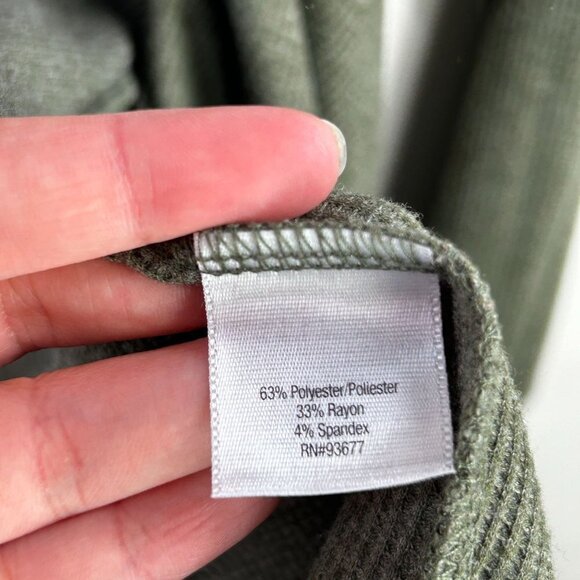 63% Polyester/Poliester
33% Rayon
4% Spandex
RN#93677